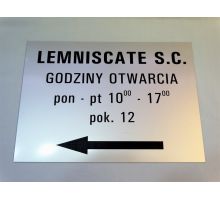 LEMNISCATE S.C.
GODZINY OTWARCIA
pon - pt 10⁰⁰ - 17⁰⁰
pok. 12